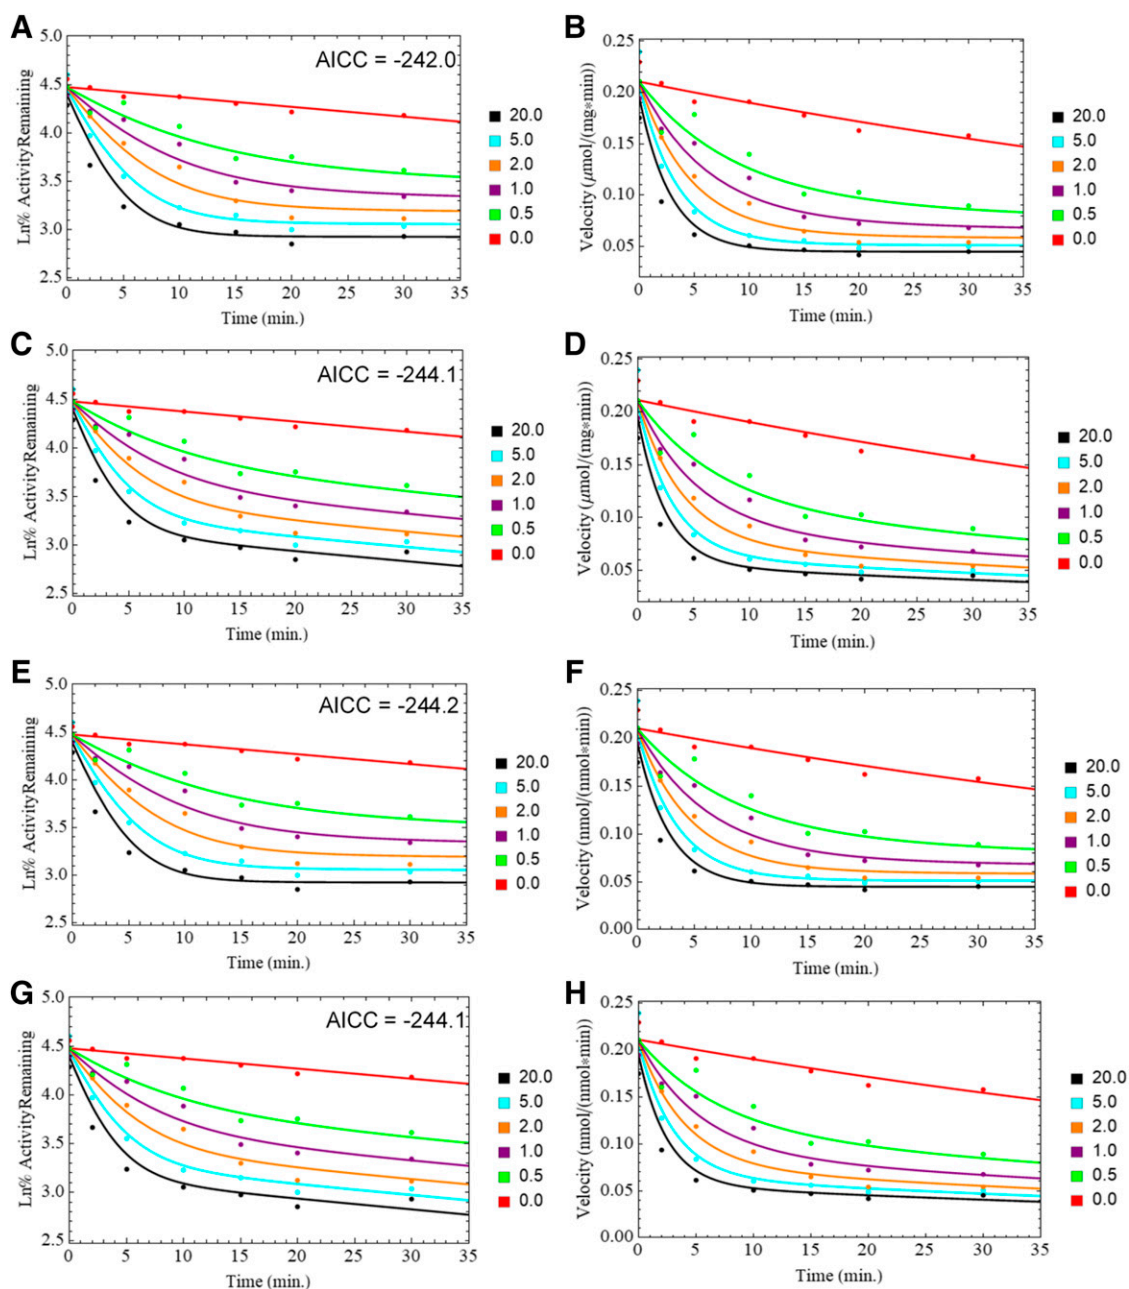 A
AICC = -242.0
Ln% ActivityRemaining
5.0
4.5
4.0
3.5
3.0
2.5
0 5 10 15 20 25 30 35
Time (min.)
20.0
5.0
2.0
1.0
0.5
0.0
B
Velocity (μmol/(mg*min))
0.25
0.20
0.15
0.10
0.05
0 5 10 15 20 25 30 35
Time (min.)
20.0
5.0
2.0
1.0
0.5
0.0
C
AICC = -244.1
Ln% ActivityRemaining
5.0
4.5
4.0
3.5
3.0
2.5
0 5 10 15 20 25 30 35
Time (min.)
20.0
5.0
2.0
1.0
0.5
0.0
D
Velocity (μmol/(mg*min))
0.25
0.20
0.15
0.10
0.05
0 5 10 15 20 25 30 35
Time (min.)
20.0
5.0
2.0
1.0
0.5
0.0
E
AICC = -244.2
Ln% ActivityRemaining
5.0
4.5
4.0
3.5
3.0
2.5
0 5 10 15 20 25 30 35
Time (min.)
20.0
5.0
2.0
1.0
0.5
0.0
F
Velocity (nmol/(nmol*min))
0.25
0.20
0.15
0.10
0.05
0.00
0 5 10 15 20 25 30 35
Time (min.)
20.0
5.0
2.0
1.0
0.5
0.0
G
AICC = -244.1
Ln% ActivityRemaining
5.0
4.5
4.0
3.5
3.0
2.5
0 5 10 15 20 25 30 35
Time (min.)
20.0
5.0
2.0
1.0
0.5
0.0
H
Velocity (nmol/(nmol*min))
0.25
0.20
0.15
0.10
0.05
0.00
0 5 10 15 20 25 30 35
Time (min.)
20.0
5.0
2.0
1.0
0.5
0.0